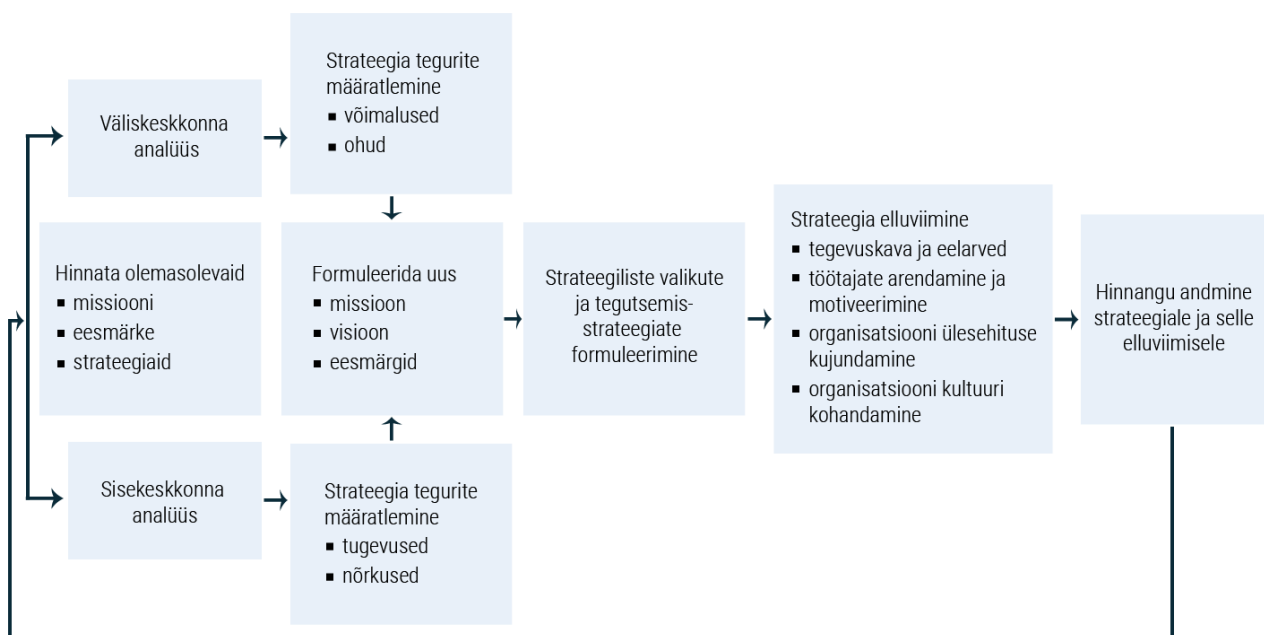 Väliskeskkonna
analüüs
Strateegia tegurite
määratlemine
▪ võimalused
▪ ohud
Hinnata olemasolevaid
▪ missiooni
▪ eesmärke
▪ strateegiaid
Formuleerida uus
▪ missioon
▪ visioon
▪ eesmärgid
Sisekeskkonna
analüüs
Strateegia tegurite
määratlemine
▪ tugevused
▪ nõrkused
Strateegiliste valikute
ja tegutsemis-
strateegiate
formuleerimine
Strateegia elluviimine
▪ tegevuskava ja eelarved
▪ töötajate arendamine ja
motiveerimine
▪ organisatsiooni ülesehituse
kujundamine
▪ organisatsiooni kultuuri
kohandamine
Hinnangu andmine
strateegiale ja selle
elluviimisele